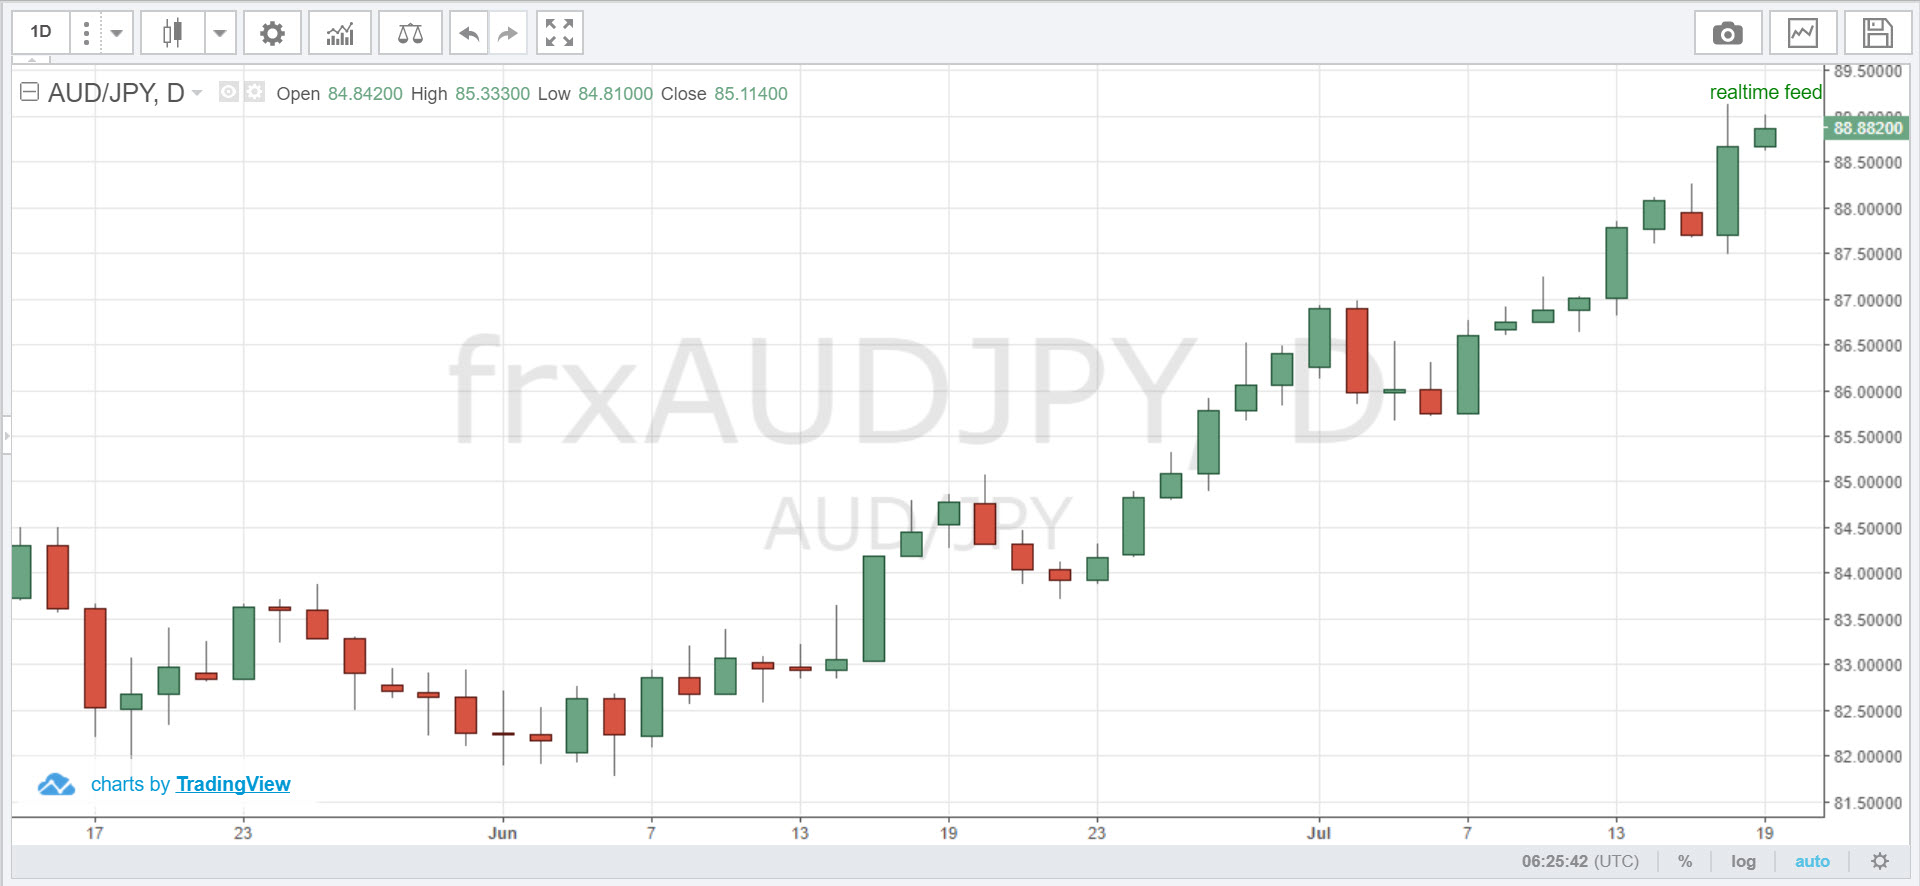 1D
AUD/JPY, D Open 84.84200 High 85.33300 Low 84.81000 Close 85.11400
realtime feed
89.50000
89.00000
88.88200
88.50000
88.00000
87.50000
87.00000
86.50000
86.00000
85.50000
85.00000
84.50000
84.00000
83.50000
83.00000
82.50000
82.00000
81.50000
frxAUDJPY, D
AUD/JPY
charts by TradingView
17 23 Jun 7 13 19 23 Jul 7 13 19
06:25:42 (UTC) % log auto